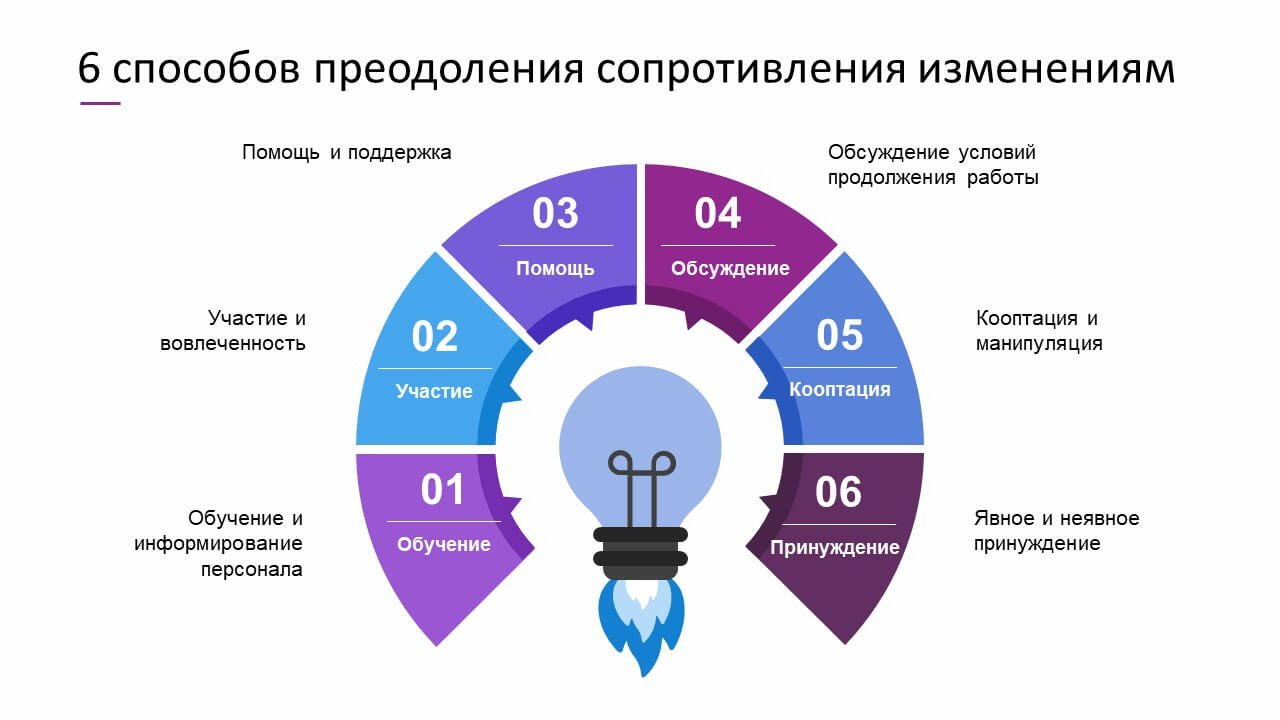 6 способов преодоления сопротивления изменениям
Помощь и поддержка
Обсуждение условий
продолжения работы
03
Помощь
04
Обсуждение
Участие и
вовлеченность
02
Участие
05
Кооптация
Кооптация и
манипуляция
Обучение и
информирование
персонала
01
Обучение
06
Принуждение
Явное и неявное
принуждение